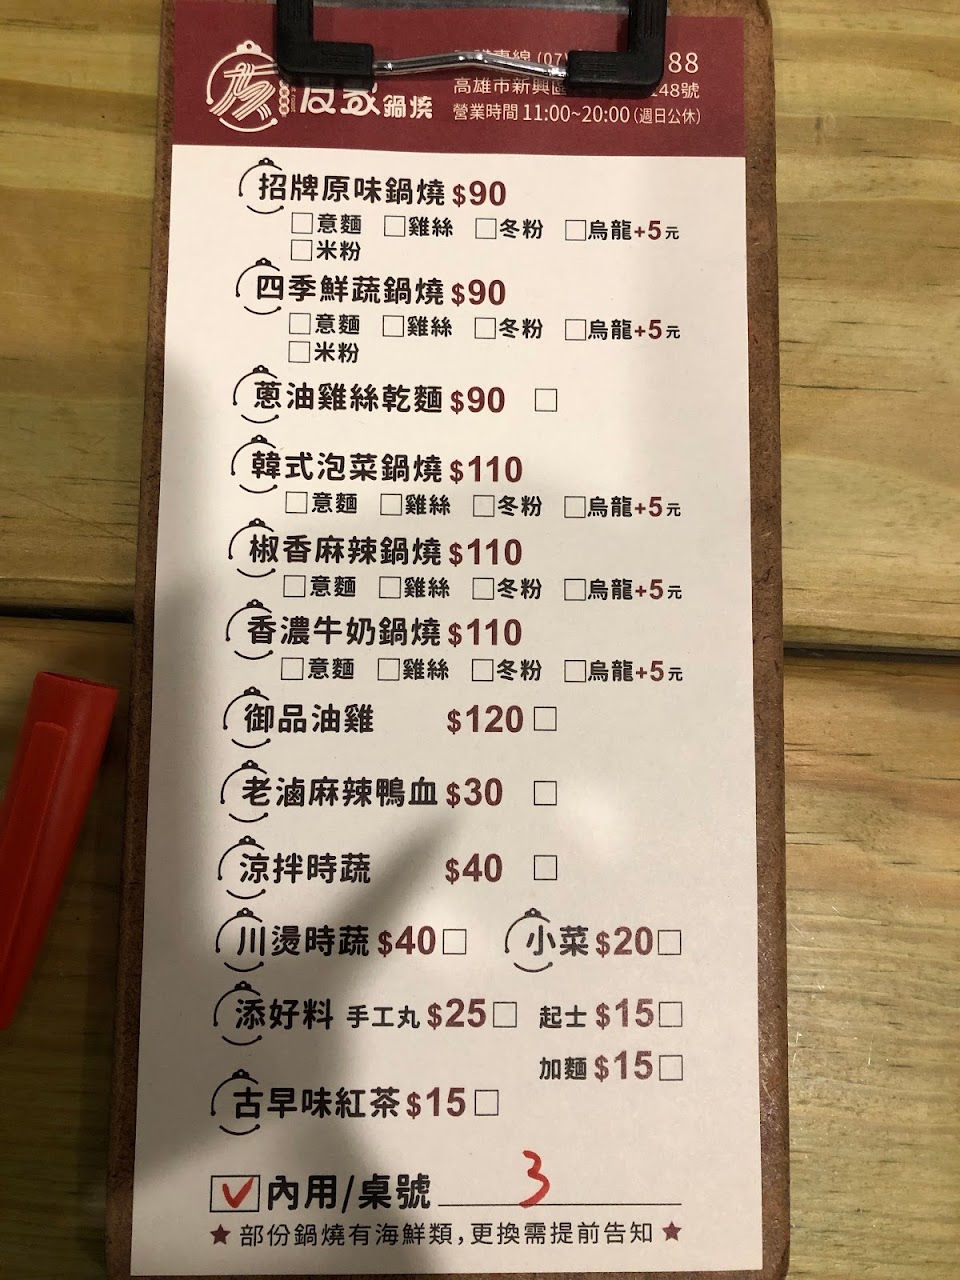 (07) 88
高雄市新興區 148號
鍋燒
營業時間 11:00~20:00(週日公休)
招牌原味鍋燒 $90
□意麵 □雞絲 □冬粉 □烏龍+5元
□米粉
四季鮮蔬鍋燒 $90
□意麵 □雞絲 □冬粉 □烏龍+5元
□米粉
蔥油雞絲乾麵 $90 □
韓式泡菜鍋燒 $110
□意麵 □雞絲 □冬粉 □烏龍+5元
椒香麻辣鍋燒 $110
□意麵 □雞絲 □冬粉 □烏龍+5元
香濃牛奶鍋燒 $110
□意麵 □雞絲 □冬粉 □烏龍+5元
御品油雞 $120 □
老滷麻辣鴨血 $30 □
涼拌時蔬 $40 □
川燙時蔬 $40 □ 小菜 $20 □
添好料 手工丸 $25 □ 起士 $15 □
加麵 $15 □
古早味紅茶 $15 □
☑內用/桌號 3
★部份鍋燒有海鮮類,更換需提前告知★